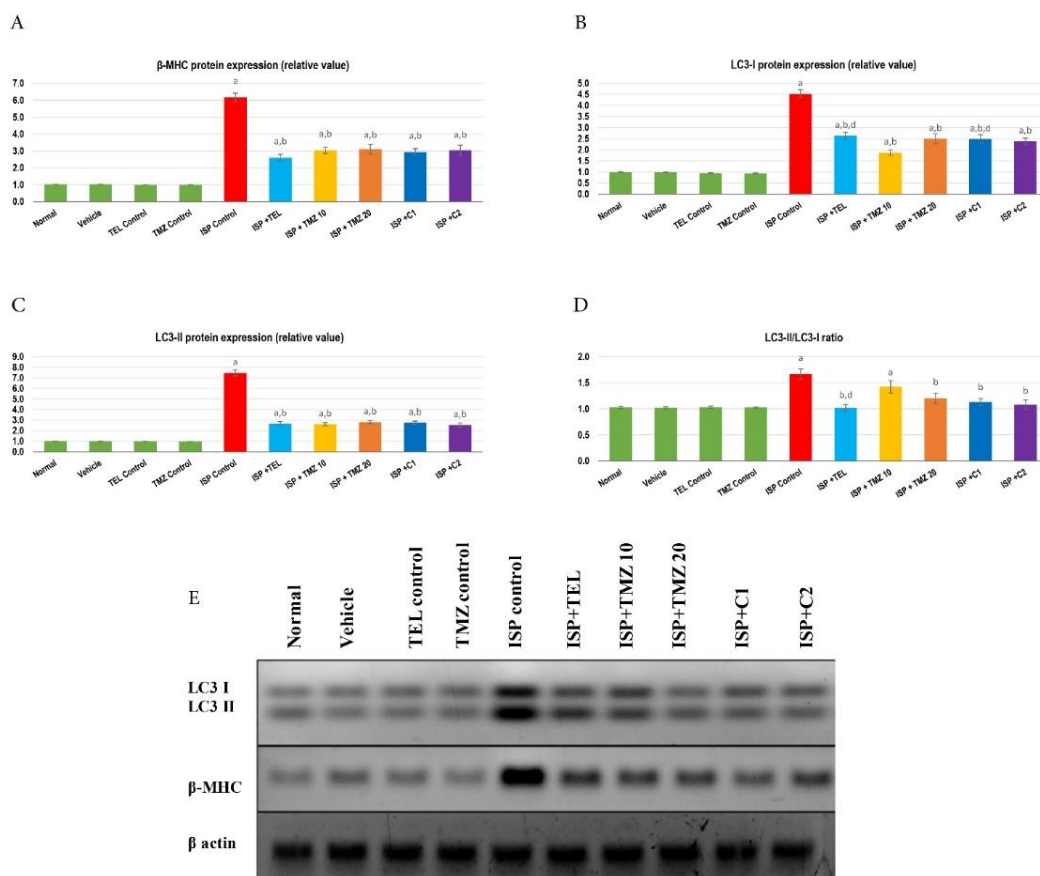 A
β-MHC protein expression (relative value)
7.0
6.0
5.0
4.0
3.0
2.0
1.0
0.0
a
a,b
a,b
a,b
a,b
a,b
Normal
Vehicle
TEL Control
TMZ Control
ISP Control
ISP +TEL
ISP + TMZ 10
ISP + TMZ 20
ISP +C1
ISP +C2
B
LC3-I protein expression (relative value)
5.0
4.5
4.0
3.5
3.0
2.5
2.0
1.5
1.0
0.5
0.0
a
a,b,d
a,b
a,b
a,b,d
a,b
Normal
Vehicle
TEL Control
TMZ Control
ISP Control
ISP +TEL
ISP + TMZ 10
ISP + TMZ 20
ISP +C1
ISP +C2
C
LC3-II protein expression (relative value)
9.0
8.0
7.0
6.0
5.0
4.0
3.0
2.0
1.0
0.0
a
a,b
a,b
a,b
a,b
a,b
Normal
Vehicle
TEL Control
TMZ Control
ISP Control
ISP +TEL
ISP + TMZ 10
ISP + TMZ 20
ISP +C1
ISP +C2
D
LC3-II/LC3-I ratio
2.0
1.5
1.0
0.5
0.0
a
b,d
a
b
b
b
Normal
Vehicle
TEL Control
TMZ Control
ISP Control
ISP +TEL
ISP + TMZ 10
ISP + TMZ 20
ISP +C1
ISP +C2
E
Normal
Vehicle
TEL control
TMZ control
ISP control
ISP+TEL
ISP+TMZ 10
ISP+TMZ 20
ISP+C1
ISP+C2
LC3 I
LC3 II
β-MHC
β actin